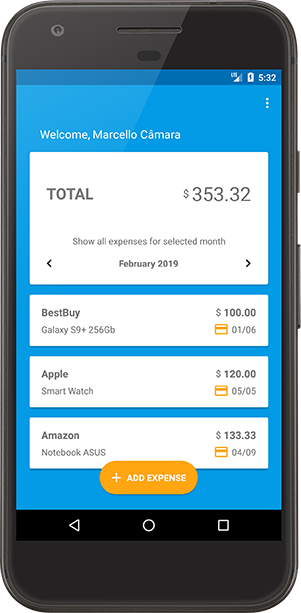 LTE 5:32
Welcome, Marcello Câmara
TOTAL $ 353.32
Show all expenses for selected month
February 2019
BestBuy $ 100.00
Galaxy S9+ 256Gb 01/06
Apple $ 120.00
Smart Watch 05/05
Amazon $ 133.33
Notebook ASUS 04/09
+ ADD EXPENSE